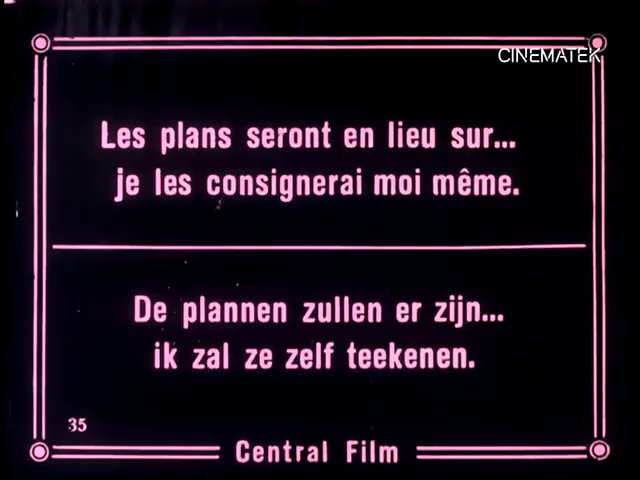 CINEMATEK
Les plans seront en lieu sur...
je les consignerai moi même.
De plannen zullen er zijn...
ik zal ze zelf teekenen.
35
Central Film